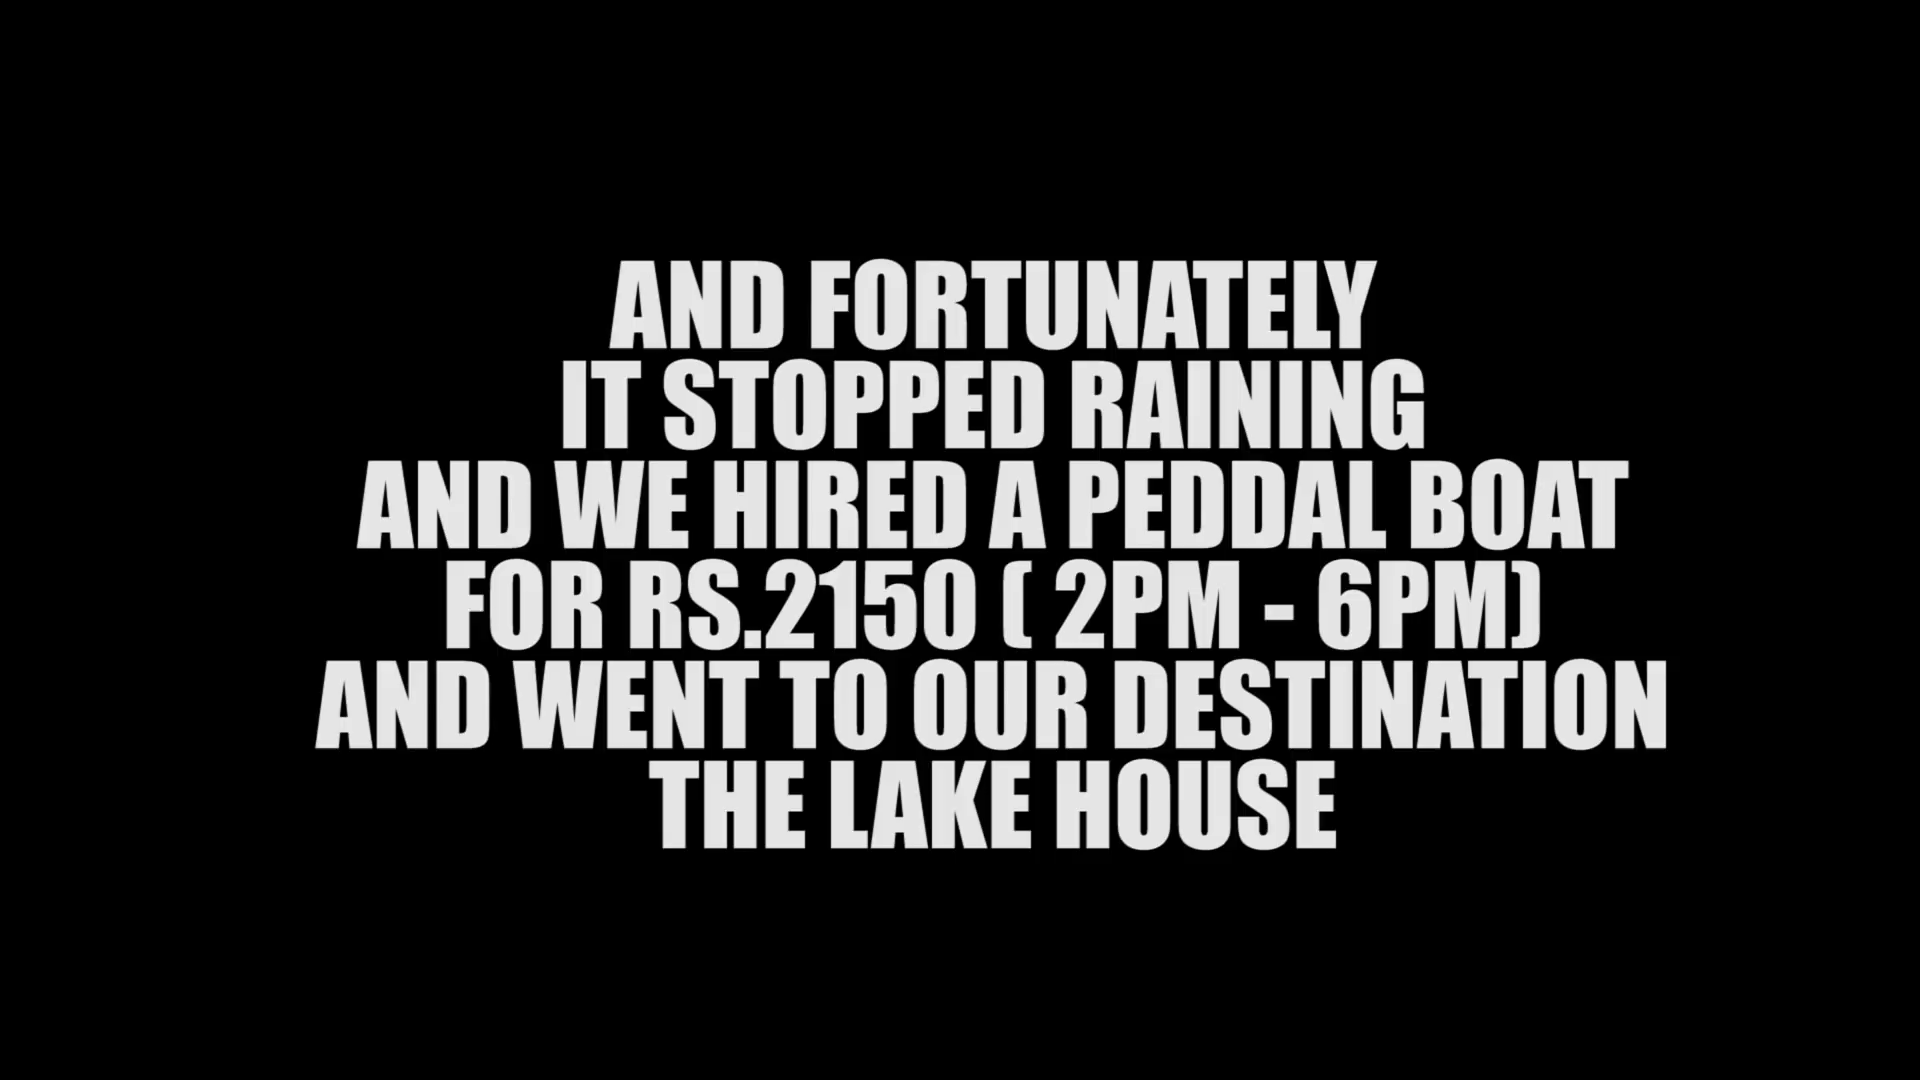 AND FORTUNATELY
IT STOPPED RAINING
AND WE HIRED A PEDDAL BOAT
FOR RS.2150 ( 2PM - 6PM)
AND WENT TO OUR DESTINATION
THE LAKE HOUSE